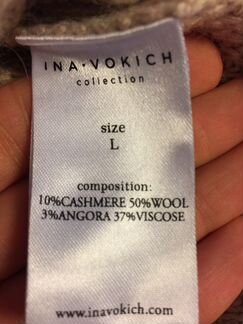 INA·VOKICH
collection
size
L
composition:
10%CASHMERE 50%WOOL
3%ANGORA 37%VISCOSE
www.inavokich.com